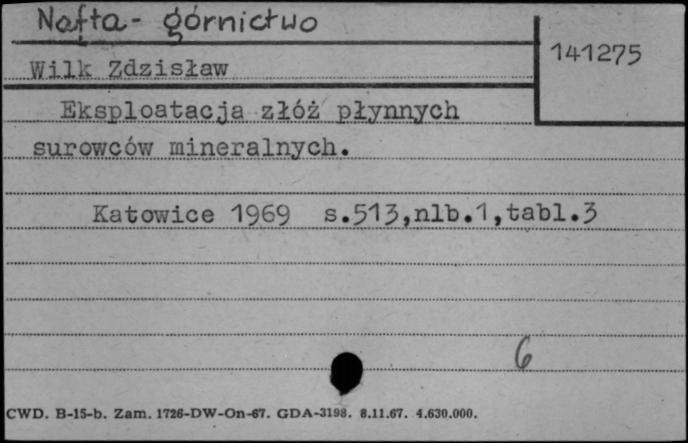 Nafta - górnictwo
141275
Wilk Zdzisław
Eksploatacja złóż płynnych
surowców mineralnych.
Katowice 1969 s.513,nlb.1,tabl.3
6
CWD. B-15-b. Zam. 1726-DW-On-67. GDA-3198. 8.11.67. 4.630.000.